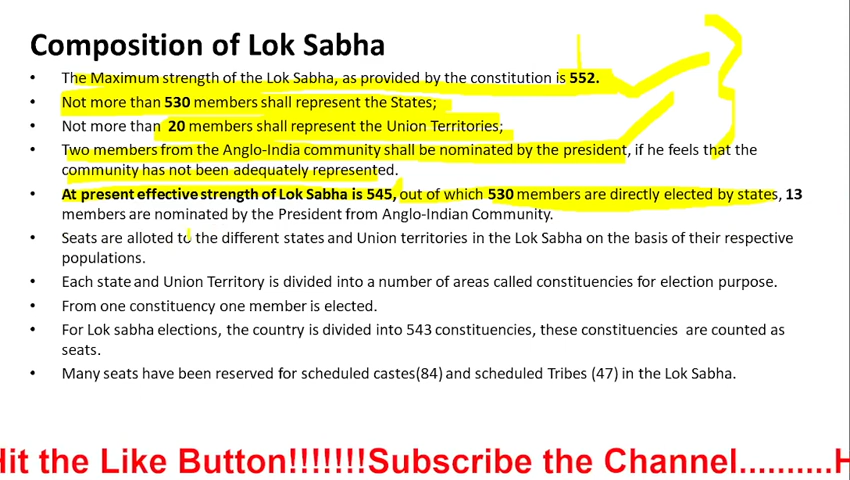 Composition of Lok Sabha
• The Maximum strength of the Lok Sabha, as provided by the constitution is 552.
• Not more than 530 members shall represent the States;
• Not more than 20 members shall represent the Union Territories;
• Two members from the Anglo-India community shall be nominated by the president, if he feels that the
community has not been adequately represented.
• At present effective strength of Lok Sabha is 545, out of which 530 members are directly elected by states, 13
members are nominated by the President from Anglo-Indian Community.
• Seats are alloted to the different states and Union territories in the Lok Sabha on the basis of their respective
populations.
• Each state and Union Territory is divided into a number of areas called constituencies for election purpose.
• From one constituency one member is elected.
• For Lok sabha elections, the country is divided into 543 constituencies, these constituencies are counted as
seats.
• Many seats have been reserved for scheduled castes(84) and scheduled Tribes (47) in the Lok Sabha.
Hit the Like Button!!!!!!!Subscribe the Channel..........H